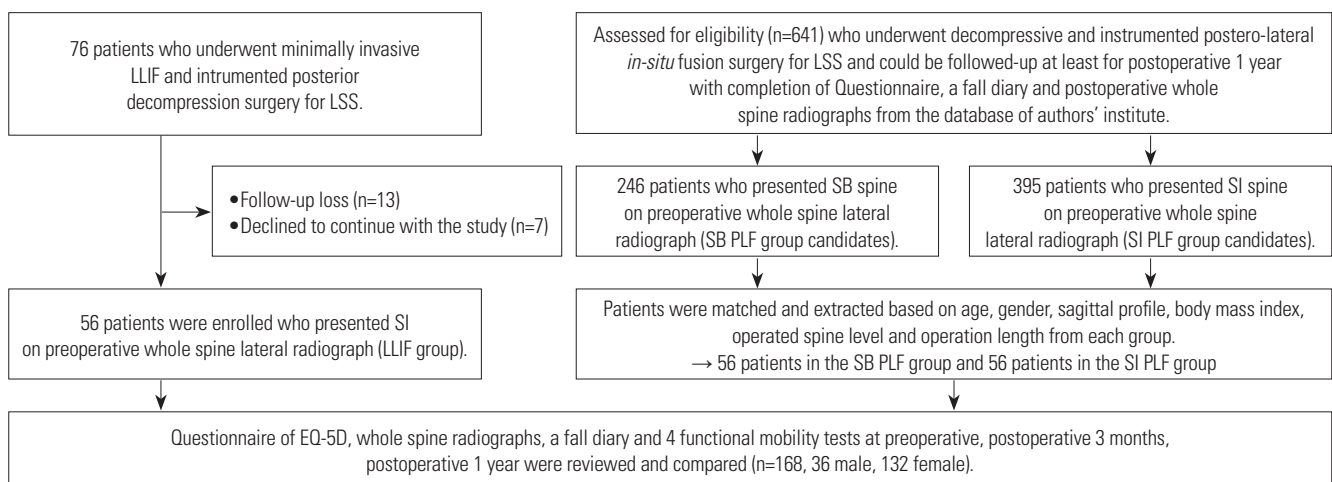 76 patients who underwent minimally invasive
LLIF and intrumented posterior
decompression surgery for LSS.
Assessed for eligibility (n=641) who underwent decompressive and instrumented postero-lateral
in-situ fusion surgery for LSS and could be followed-up at least for postoperative 1 year
with completion of Questionnaire, a fall diary and postoperative whole
spine radiographs from the database of authors' institute.
•Follow-up loss (n=13)
•Declined to continue with the study (n=7)
246 patients who presented SB spine
on preoperative whole spine lateral
radiograph (SB PLF group candidates).
395 patients who presented SI spine
on preoperative whole spine
lateral radiograph (SI PLF group candidates).
56 patients were enrolled who presented SI
on preoperative whole spine lateral radiograph (LLIF group).
Patients were matched and extracted based on age, gender, sagittal profile, body mass index,
operated spine level and operation length from each group.
→ 56 patients in the SB PLF group and 56 patients in the SI PLF group
Questionnaire of EQ-5D, whole spine radiographs, a fall diary and 4 functional mobility tests at preoperative, postoperative 3 months,
postoperative 1 year were reviewed and compared (n=168, 36 male, 132 female).